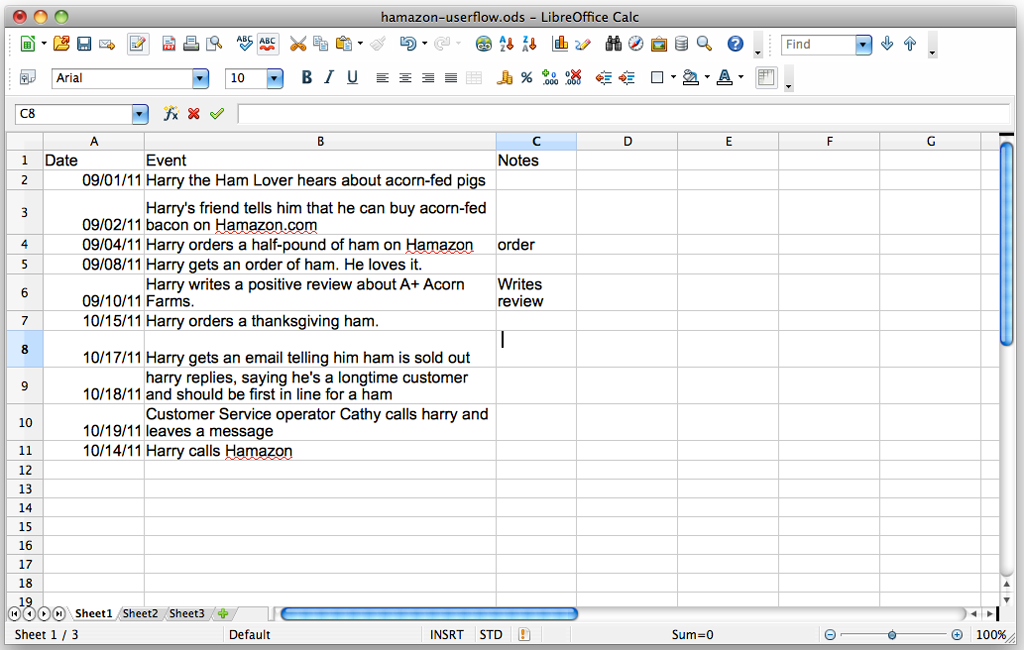 hamazon-userflow.ods - LibreOffice Calc
ABC ABC
Find
Arial 10 B I U
% .000 .000 A
C8 fx
A B C D E F G
1 Date Event Notes
2 09/01/11 Harry the Ham Lover hears about acorn-fed pigs
Harry's friend tells him that he can buy acorn-fed
3 09/02/11 bacon on Hamazon.com
4 09/04/11 Harry orders a half-pound of ham on Hamazon order
5 09/08/11 Harry gets an order of ham. He loves it.
Harry writes a positive review about A+ Acorn Writes
6 09/10/11 Farms. review
7 10/15/11 Harry orders a thanksgiving ham.
8 10/17/11 Harry gets an email telling him ham is sold out
harry replies, saying he's a longtime customer
9 10/18/11 and should be first in line for a ham
Customer Service operator Cathy calls harry and
10 10/19/11 leaves a message
11 10/14/11 Harry calls Hamazon
12
13
14
15
16
17
18
19
Sheet1 Sheet2 Sheet3
Sheet 1 / 3 Default INSRT STD Sum=0 100%